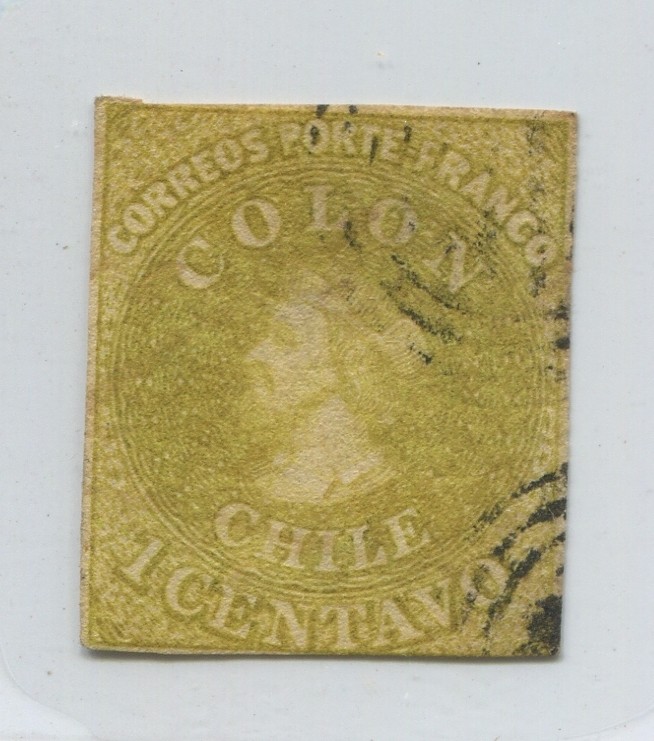 CORREOS PORTE-FRANCO
COLON
CHILE
1 CENTAVO